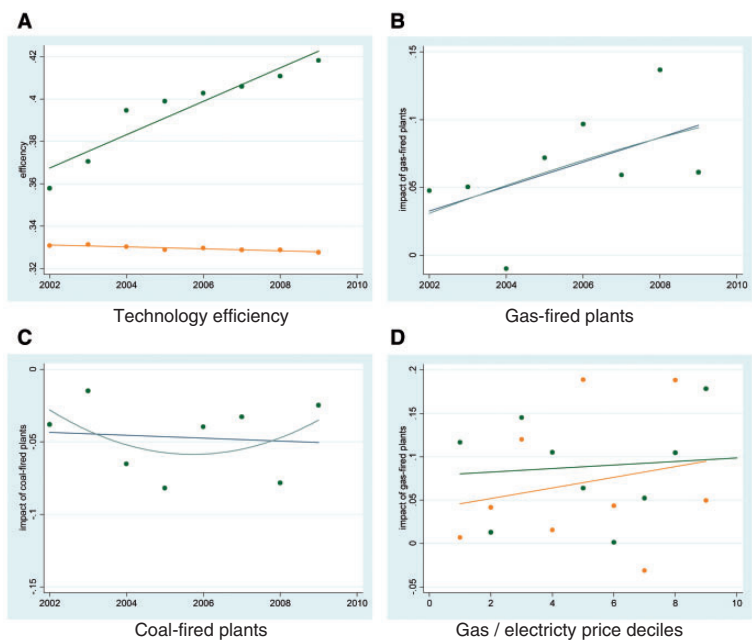 A
.42
.4
.38
.36
.34
.32
efficency
2002 2004 2006 2008 2010
Technology efficiency
B
.15
.1
.05
0
impact of gas-fired plants
2002 2004 2006 2008 2010
Gas-fired plants
C
0
-.05
-.1
-.15
impact of coal-fired plants
2002 2004 2006 2008 2010
Coal-fired plants
D
.2
.15
.1
.05
0
-.05
impact of gas-fired plants
0 2 4 6 8 10
Gas / electricty price deciles